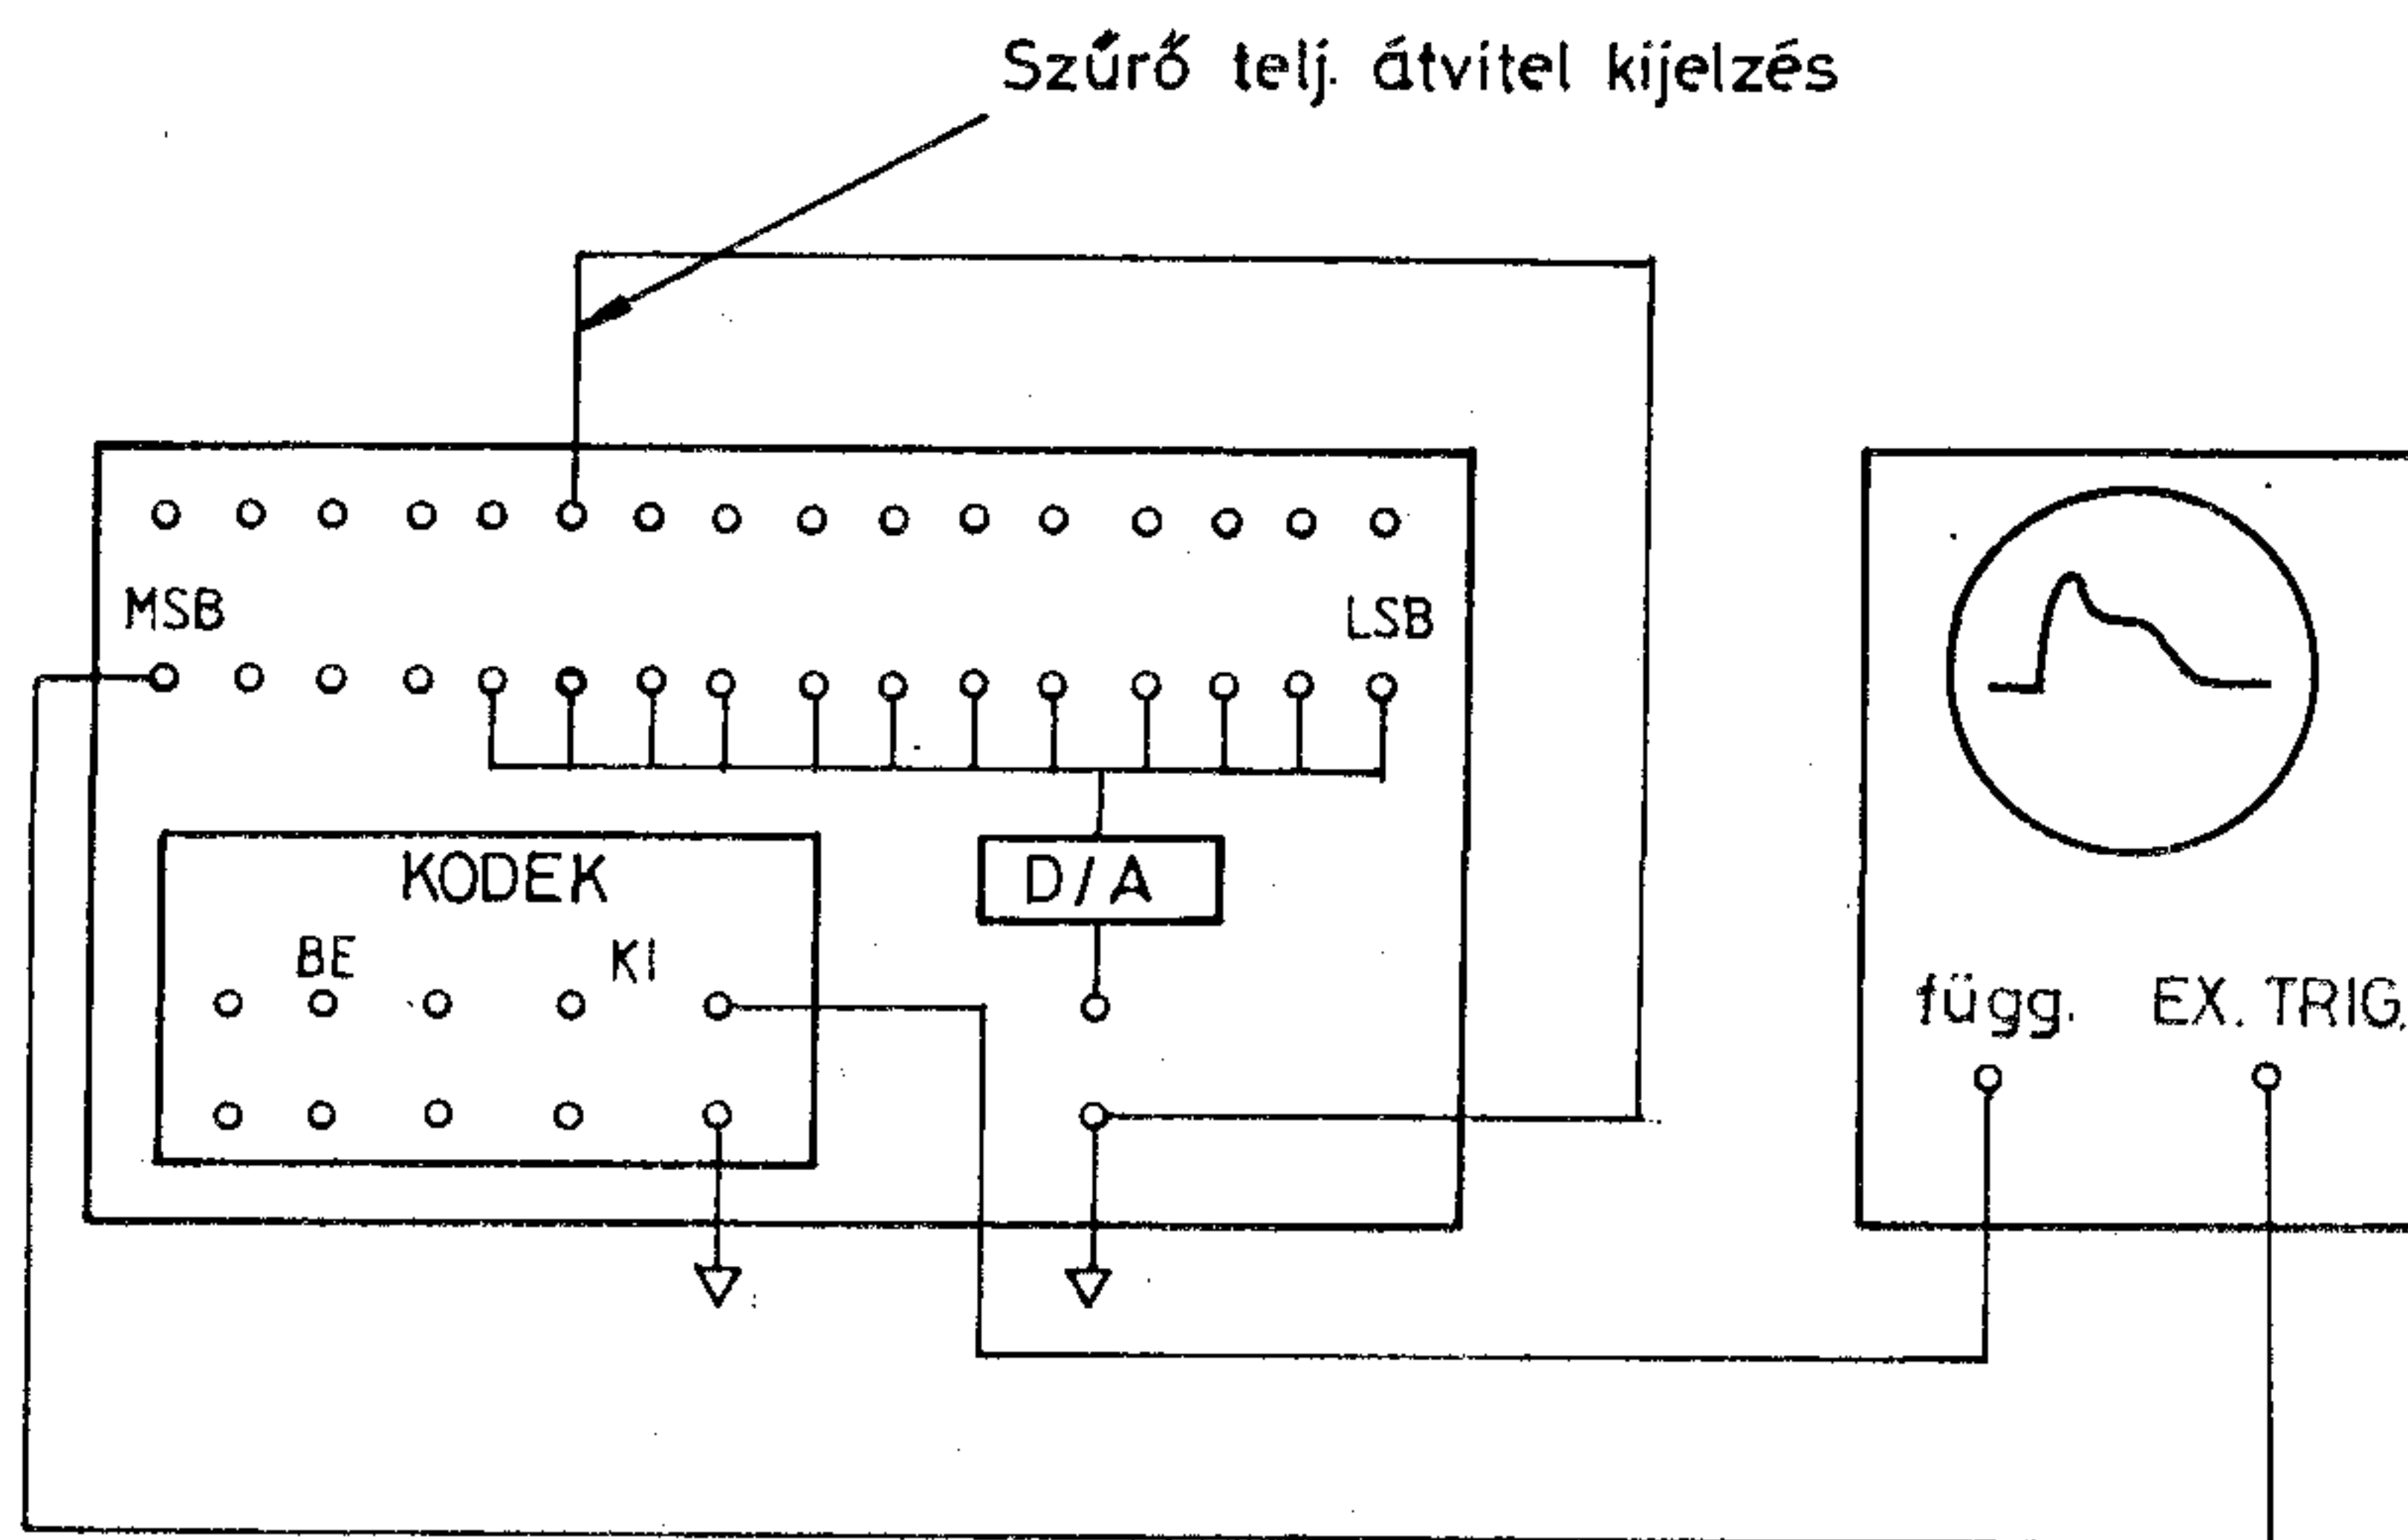 Szűrő telj. átvitel kijelzés
MSB
LSB
KODEK
D/A
BE
KI
függ. EX. TRIG.